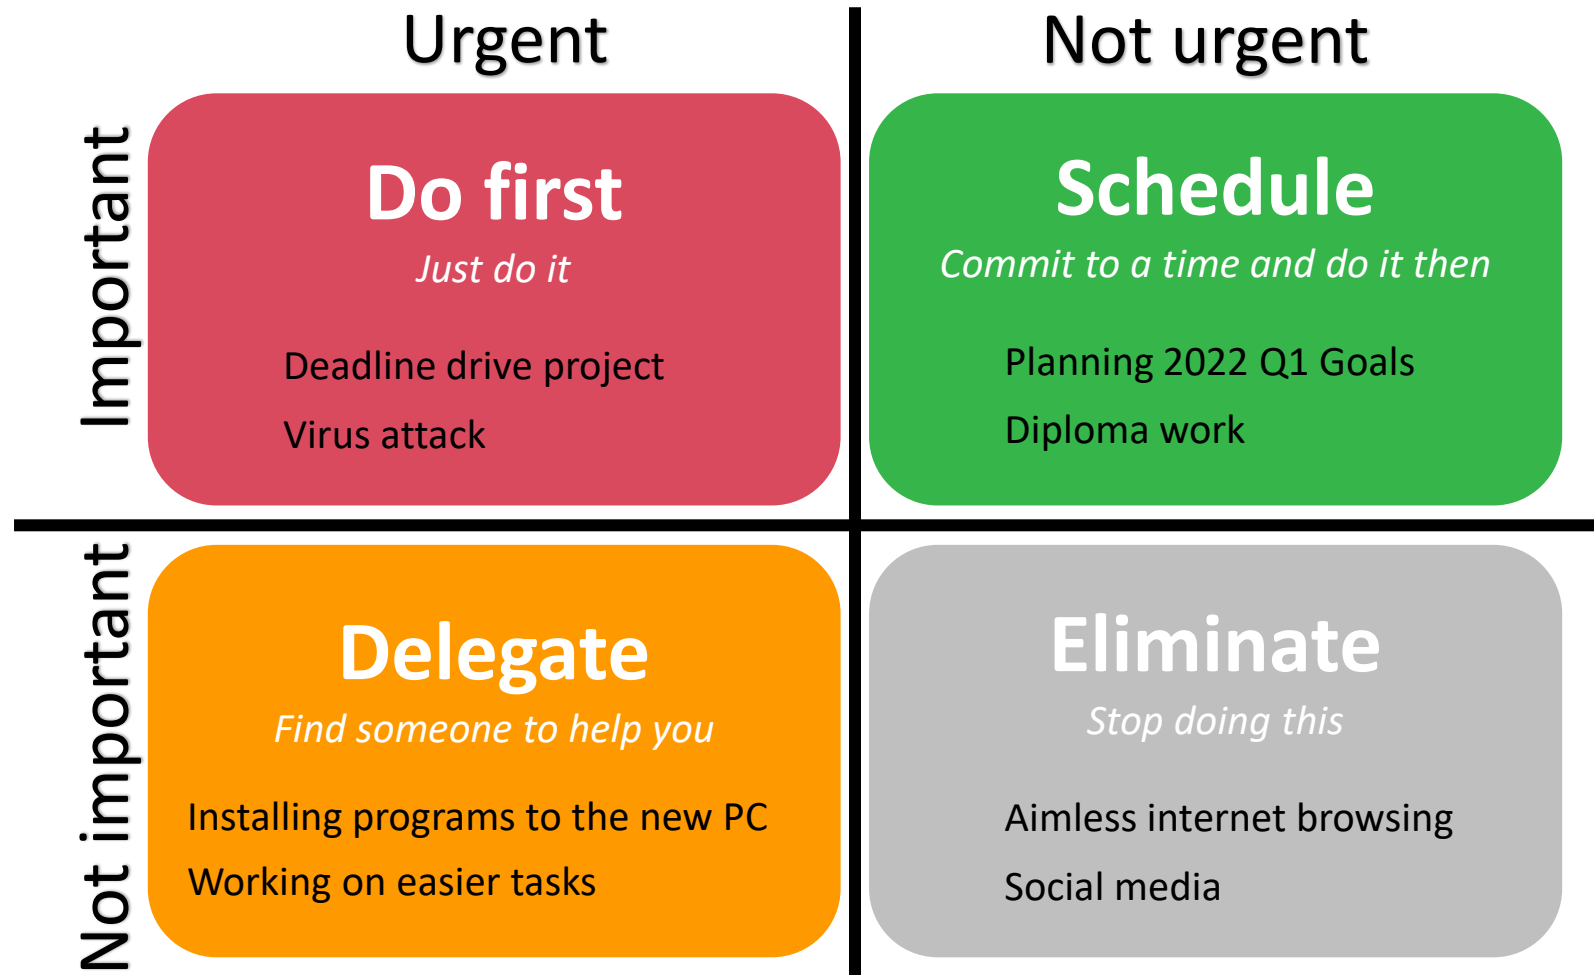 Urgent
Not urgent
Important
Do first
Just do it
Deadline drive project
Virus attack
Schedule
Commit to a time and do it then
Planning 2022 Q1 Goals
Diploma work
Not important
Delegate
Find someone to help you
Installing programs to the new PC
Working on easier tasks
Eliminate
Stop doing this
Aimless internet browsing
Social media